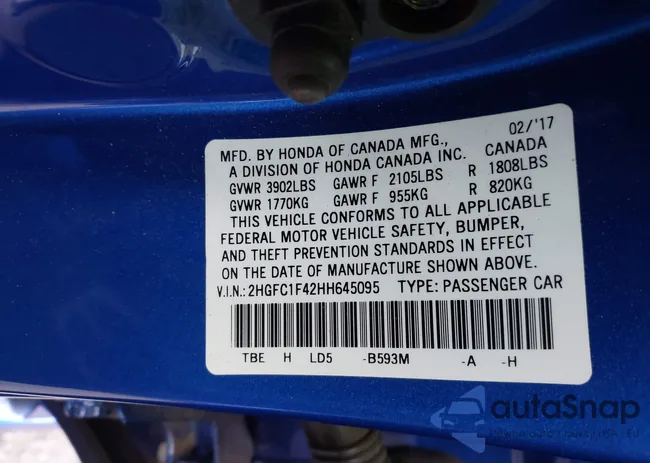 MFD. BY HONDA OF CANADA MFG., 02/'17
A DIVISION OF HONDA CANADA INC. CANADA
GVWR 3902LBS GAWR F 2105LBS R 1808LBS
GVWR 1770KG GAWR F 955KG R 820KG
THIS VEHICLE CONFORMS TO ALL APPLICABLE
FEDERAL MOTOR VEHICLE SAFETY, BUMPER,
AND THEFT PREVENTION STANDARDS IN EFFECT
ON THE DATE OF MANUFACTURE SHOWN ABOVE.
V.I.N.: 2HGFC1F42HH645095 TYPE: PASSENGER CAR
TBE H LD5 -B593M -A -H
autoSnap